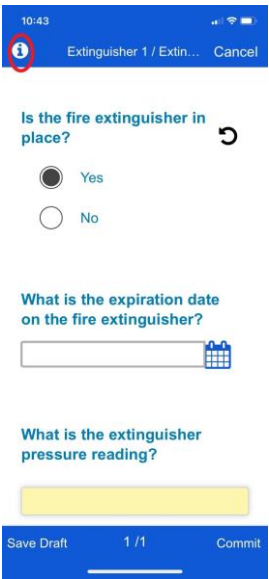 10:43
Extinguisher 1 / Extin... Cancel
Is the fire extinguisher in
place?
Yes
No
What is the expiration date
on the fire extinguisher?
What is the extinguisher
pressure reading?
Save Draft 1 /1 Commit